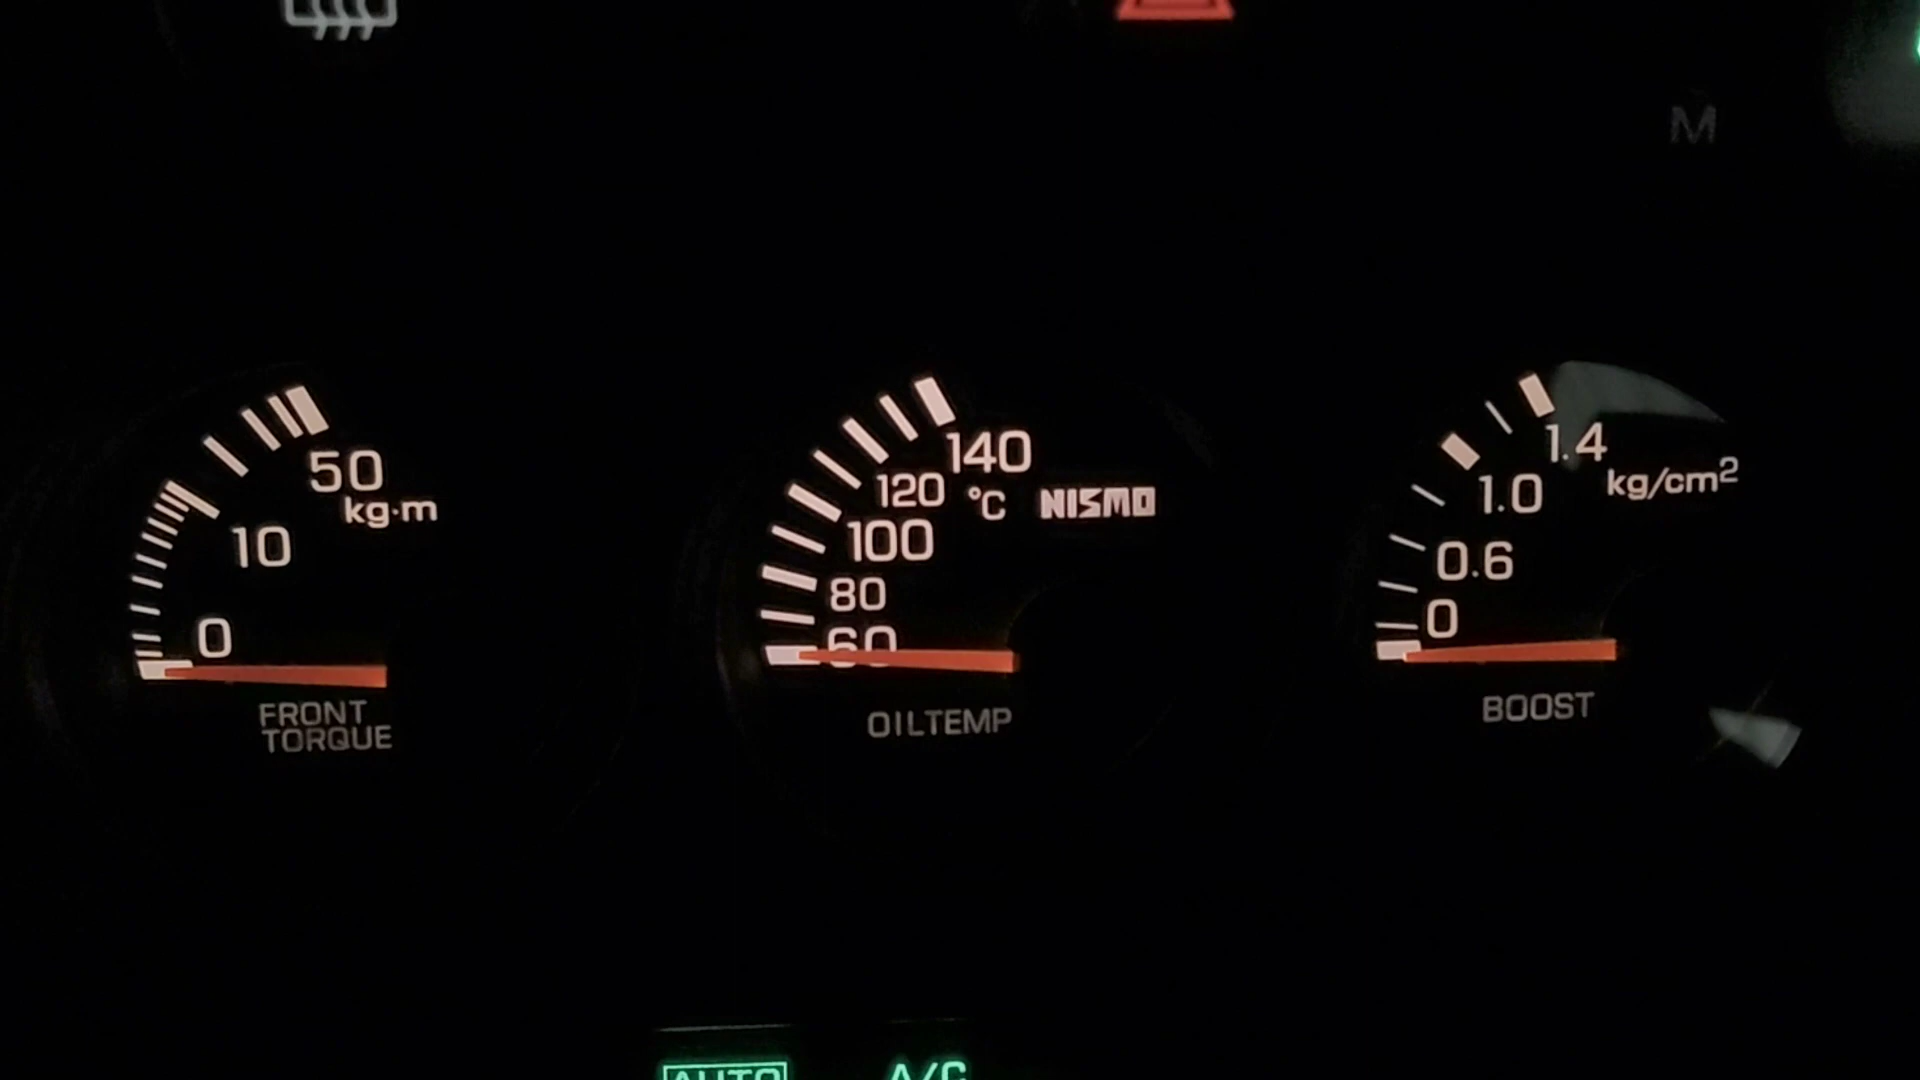 M
50
kg·m
10
0
FRONT
TORQUE
140
120 °C NISMO
100
80
60
OILTEMP
1.4
kg/cm²
1.0
0.6
0
BOOST
AUTO A/C